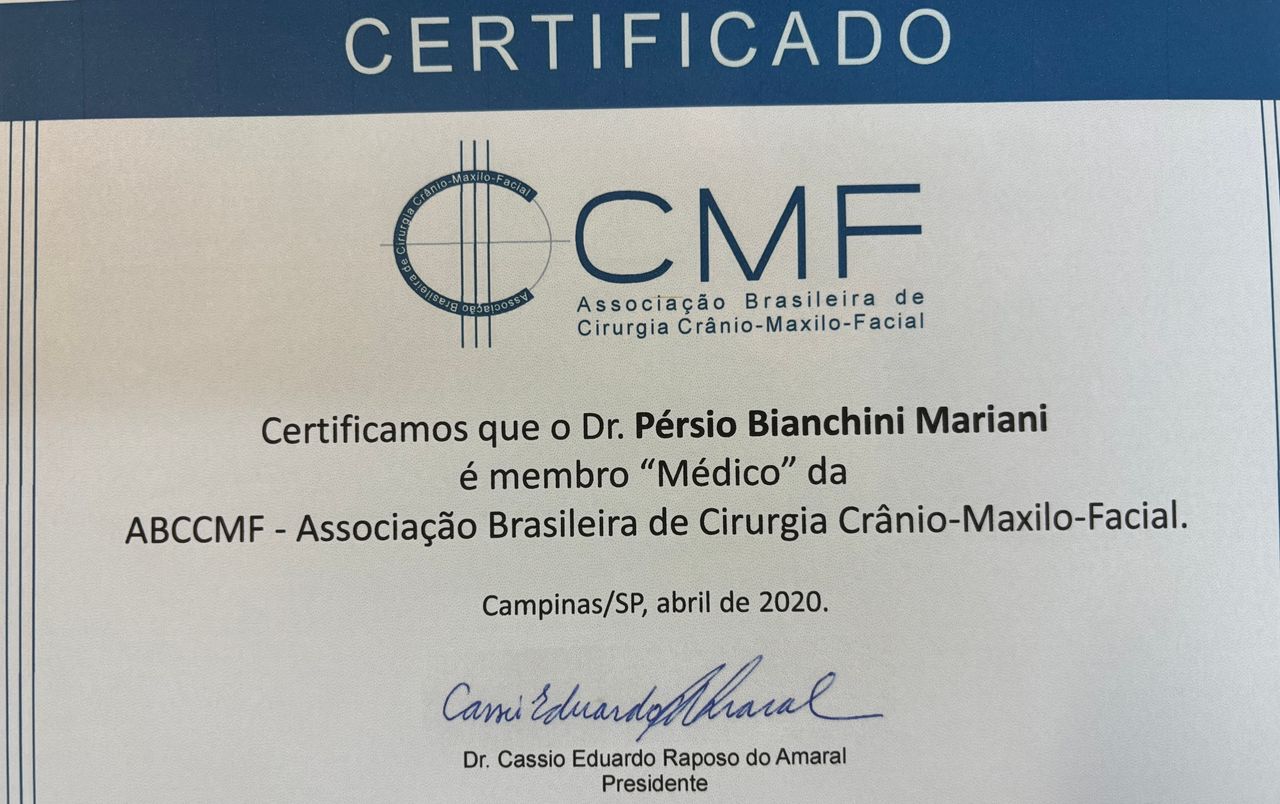 CERTIFICADO
Associação Brasileira de Cirurgia Crânio-Maxilo-Facial
CMF
Associação Brasileira de
Cirurgia Crânio-Maxilo-Facial
Certificamos que o Dr. Pérsio Bianchini Mariani
é membro “Médico” da
ABCCMF - Associação Brasileira de Cirurgia Crânio-Maxilo-Facial.
Campinas/SP, abril de 2020.
Cassio Eduardo R Amaral
Dr. Cassio Eduardo Raposo do Amaral
Presidente